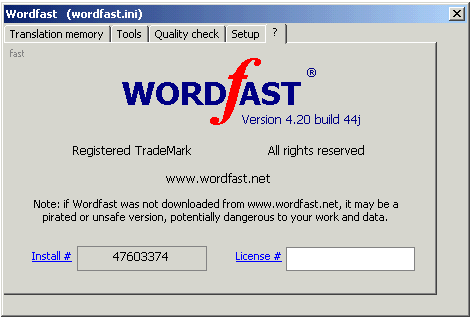 Wordfast (wordfast.ini)
Translation memory Tools Quality check Setup ?
fast
WORDfAST ®
Version 4.20 build 44j
Registered TradeMark All rights reserved
www.wordfast.net
Note: if Wordfast was not downloaded from www.wordfast.net, it may be a
pirated or unsafe version, potentially dangerous to your work and data.
Install # 47603374 License #